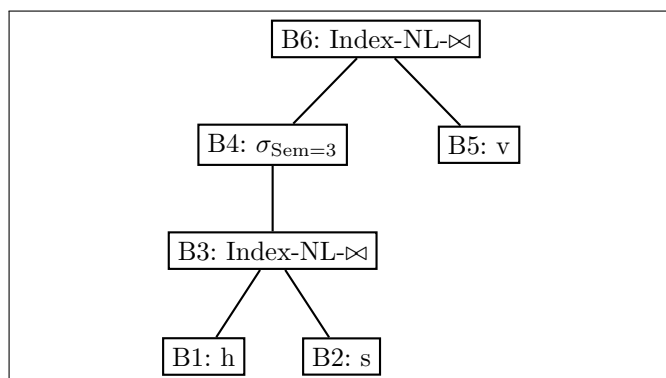 B6: Index-NL-⋈
B4: σSem=3
B5: v
B3: Index-NL-⋈
B1: h
B2: s